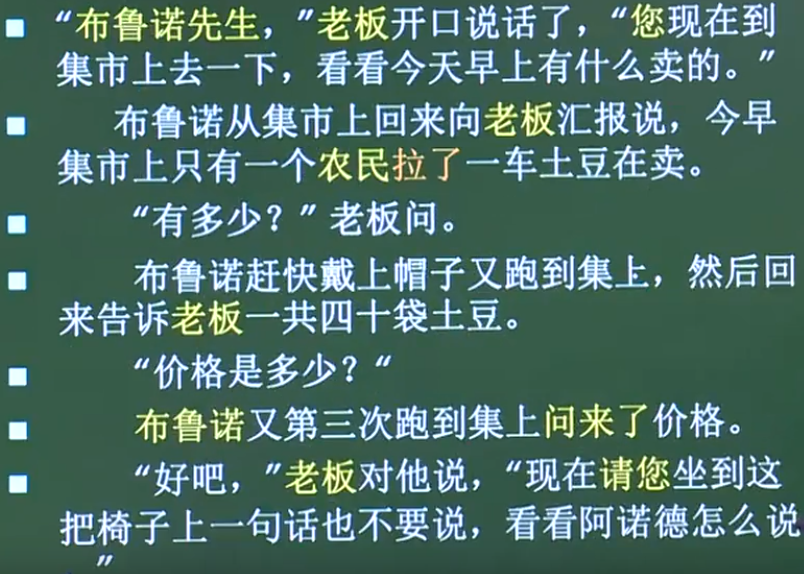 “布鲁诺先生，”老板开口说话了，“您现在到
集市上去一下，看看今天早上有什么卖的。”
布鲁诺从集市上回来向老板汇报说，今早
集市上只有一个农民拉了一车土豆在卖。
“有多少？”老板问。
布鲁诺赶快戴上帽子又跑到集上，然后回
来告诉老板一共四十袋土豆。
“价格是多少？“
布鲁诺又第三次跑到集上问来了价格。
“好吧，”老板对他说，“现在请您坐到这
把椅子上一句话也不要说，看看阿诺德怎么说
。”